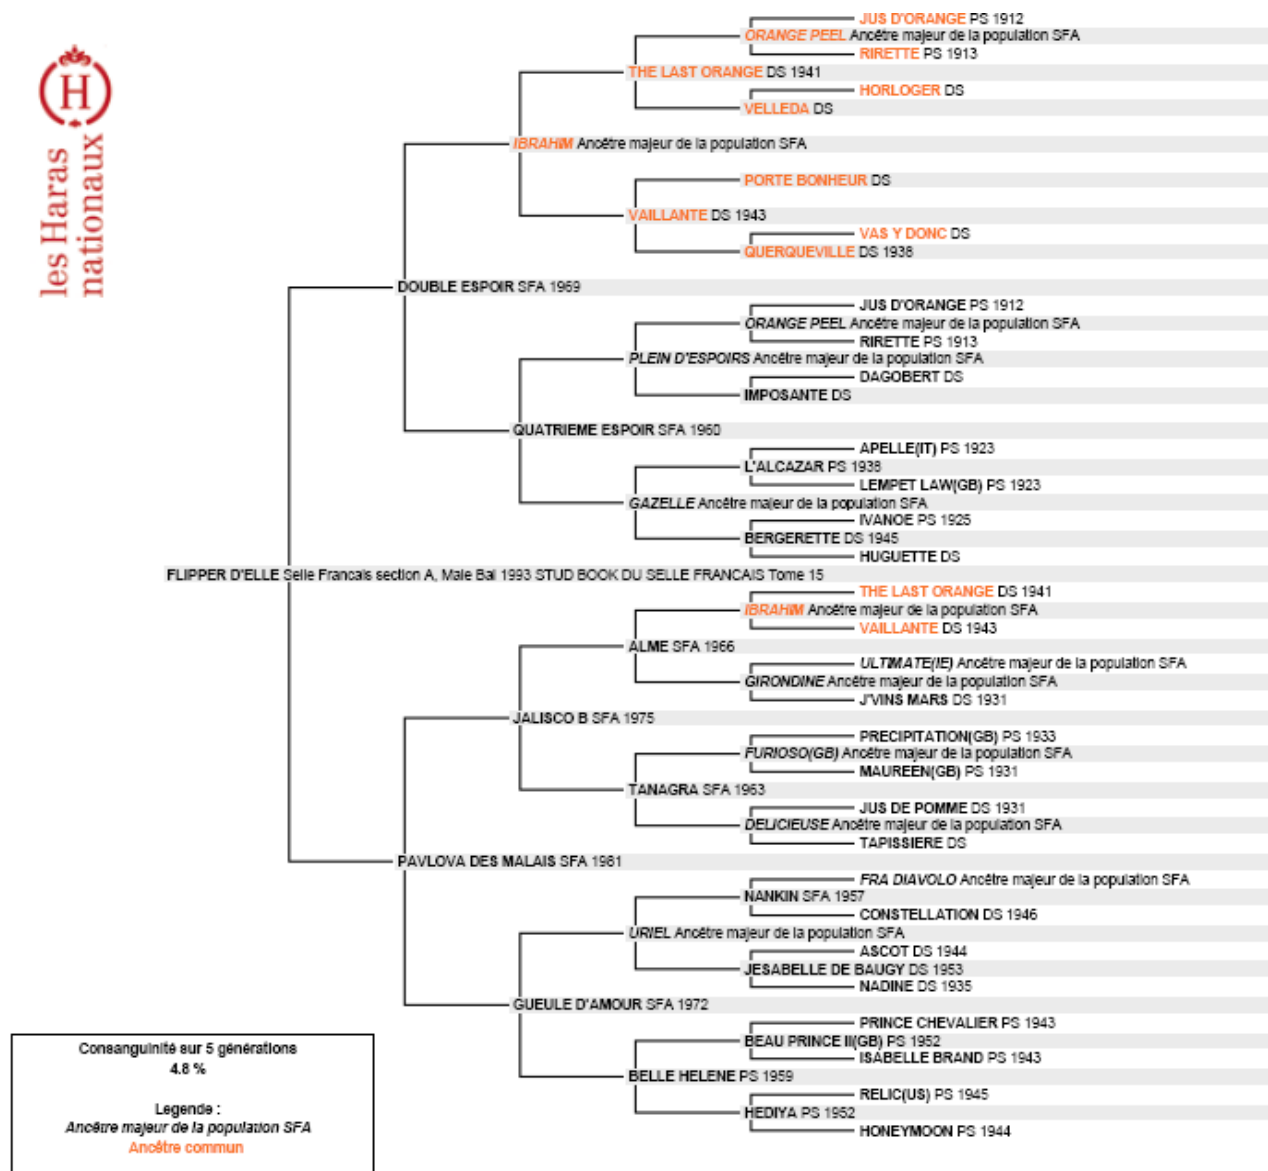 les Haras
nationaux
JUS D'ORANGE PS 1912
ORANGE PEEL Ancêtre majeur de la population SFA
RIRETTE PS 1913
THE LAST ORANGE DS 1941
HORLOGER DS
VELLEDA DS
IBRAHIM Ancêtre majeur de la population SFA
PORTE BONHEUR DS
VAILLANTE DS 1943
VAS Y DONC DS
QUERQUEVILLE DS 1938
DOUBLE ESPOIR SFA 1969
JUS D'ORANGE PS 1912
ORANGE PEEL Ancêtre majeur de la population SFA
RIRETTE PS 1913
PLEIN D'ESPOIRS Ancêtre majeur de la population SFA
DAGOBERT DS
IMPOSANTE DS
QUATRIEME ESPOIR SFA 1960
APELLE(IT) PS 1923
L'ALCAZAR PS 1938
LEMPET LAW(GB) PS 1923
GAZELLE Ancêtre majeur de la population SFA
IVANOE PS 1925
BERGERETTE DS 1945
HUGUETTE DS
FLIPPER D'ELLE Selle Francais section A, Male Bai 1993 STUD BOOK DU SELLE FRANCAIS Tome 15
THE LAST ORANGE DS 1941
IBRAHIM Ancêtre majeur de la population SFA
VAILLANTE DS 1943
ALME SFA 1966
ULTIMATE(IE) Ancêtre majeur de la population SFA
GIRONDINE Ancêtre majeur de la population SFA
J'VINS MARS DS 1931
JALISCO B SFA 1975
PRECIPITATION(GB) PS 1933
FURIOSO(GB) Ancêtre majeur de la population SFA
MAUREEN(GB) PS 1931
TANAGRA SFA 1963
JUS DE POMME DS 1931
DELICIEUSE Ancêtre majeur de la population SFA
TAPISSIERE DS
PAVLOVA DES MALAIS SFA 1981
FRA DIAVOLO Ancêtre majeur de la population SFA
NANKIN SFA 1957
CONSTELLATION DS 1946
URIEL Ancêtre majeur de la population SFA
ASCOT DS 1944
JESABELLE DE BAUGY DS 1953
NADINE DS 1935
GUEULE D'AMOUR SFA 1972
PRINCE CHEVALIER PS 1943
BEAU PRINCE II(GB) PS 1952
ISABELLE BRAND PS 1943
BELLE HELENE PS 1959
RELIC(US) PS 1945
HEDIYA PS 1952
HONEYMOON PS 1944
Consanguinité sur 5 générations
4.8 %
Legende :
Ancêtre majeur de la population SFA
Ancêtre commun